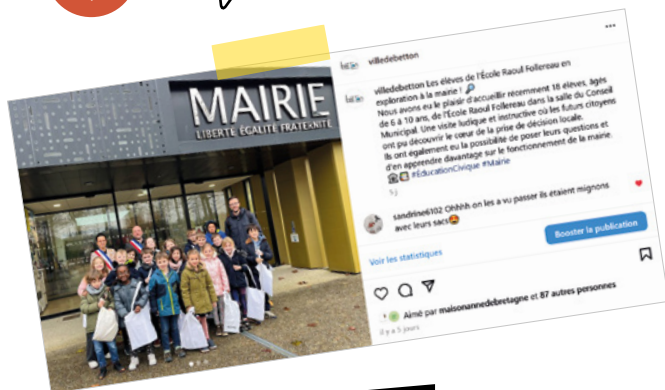 MAIRIE
LIBERTÉ ÉGALITÉ FRATERNITÉ
villedebetton
villedebetton Les élèves de l'École Raoul Follereau en
exploration à la mairie !
Nous avons eu le plaisir d'accueillir récemment 18 élèves, âgés
de 6 à 10 ans, de l'École Raoul Follereau dans la salle du Conseil
Municipal. Une visite ludique et instructive où les futurs citoyens
ont pu découvrir le cœur de la prise de décision locale.
Ils ont également eu la possibilité de poser leurs questions et
d'en apprendre davantage sur le fonctionnement de la mairie.
#ÉducationCivique #Mairie
5 j
sandriine6102 Ohhhh on les a vu passer ils étaient mignons
avec leurs sacs
Voir les statistiques
Booster la publication
Aimé par maisonannedebretagne et 87 autres personnes
Il y a 5 jours